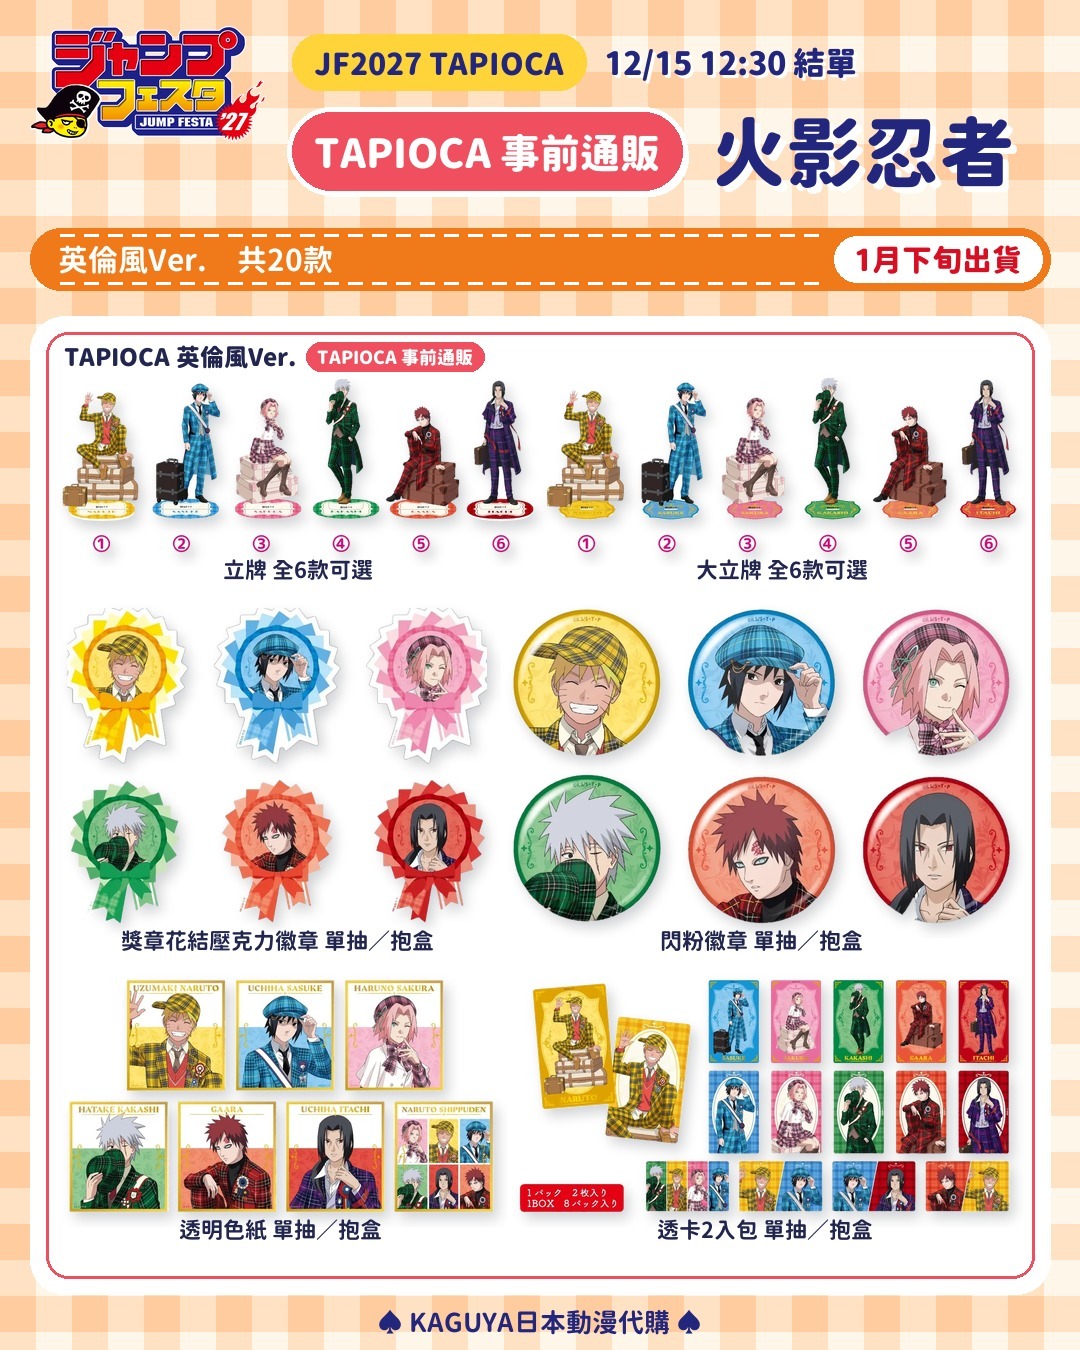 ジャンプ
フェスタ
JUMP FESTA '27
JF2027 TAPIOCA 12/15 12:30 結單
TAPIOCA 事前通販 火影忍者
英倫風Ver. 共20款 1月下旬出貨
TAPIOCA 英倫風Ver. TAPIOCA 事前通販
SASUKE SAKURA KAKASHI GAARA ITACHI
① ② ③ ④ ⑤ ⑥ ① ② ③ ④ ⑤ ⑥
立牌 全6款可選 大立牌 全6款可選
獎章花結壓克力徽章 單抽／抱盒 閃粉徽章 單抽／抱盒
UZUMAKI NARUTO UCHIHA SASUKE HARUNO SAKURA
HATAKE KAKASHI GAARA UCHIHA ITACHI NARUTO SHIPPUDEN
NARUTO
SASUKE SAKURA KAKASHI GAARA ITACHI
1パック 2枚入り
1BOX 8パック入り
透明色紙 單抽／抱盒 透卡2入包 單抽／抱盒
♠ KAGUYA日本動漫代購 ♠